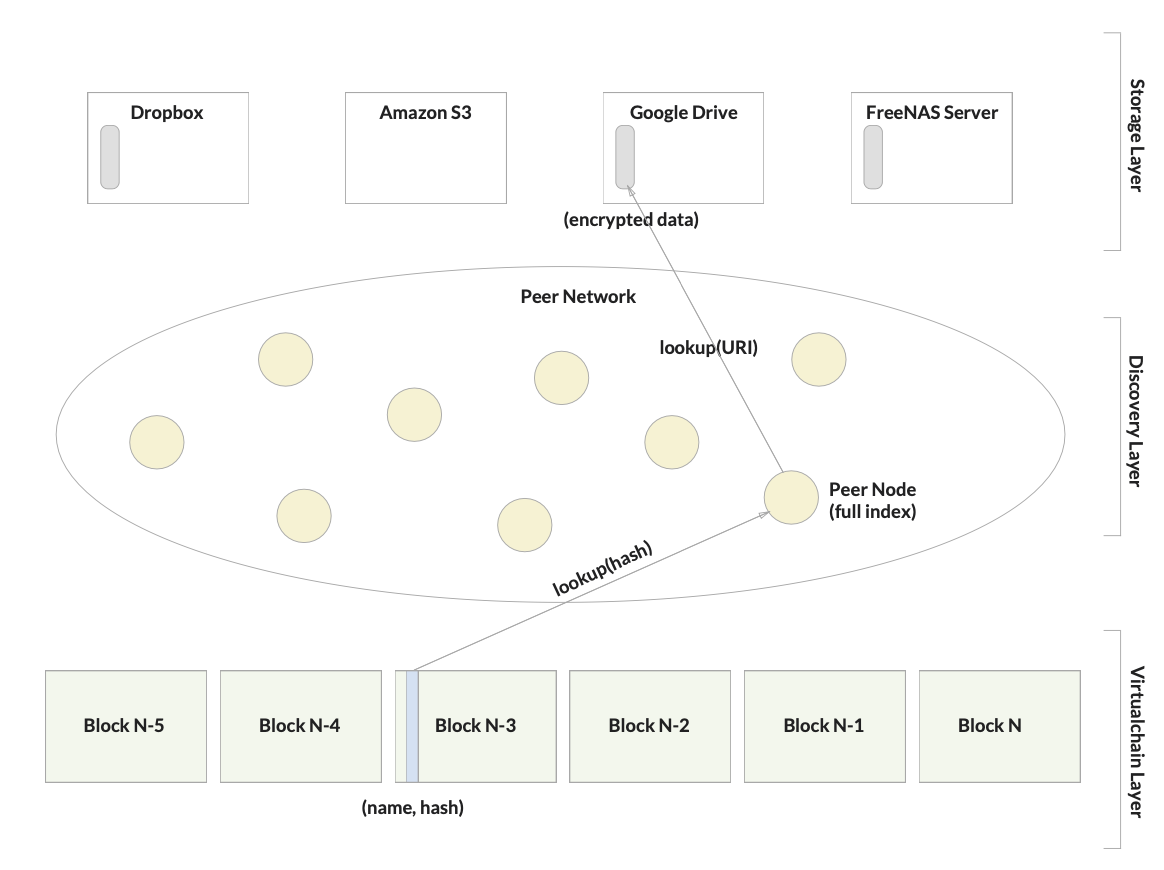 Dropbox
Amazon S3
Google Drive
FreeNAS Server
(encrypted data)
Storage Layer
Peer Network
lookup(URI)
Peer Node
(full index)
lookup(hash)
Discovery Layer
Block N-5
Block N-4
Block N-3
Block N-2
Block N-1
Block N
(name, hash)
Virtualchain Layer